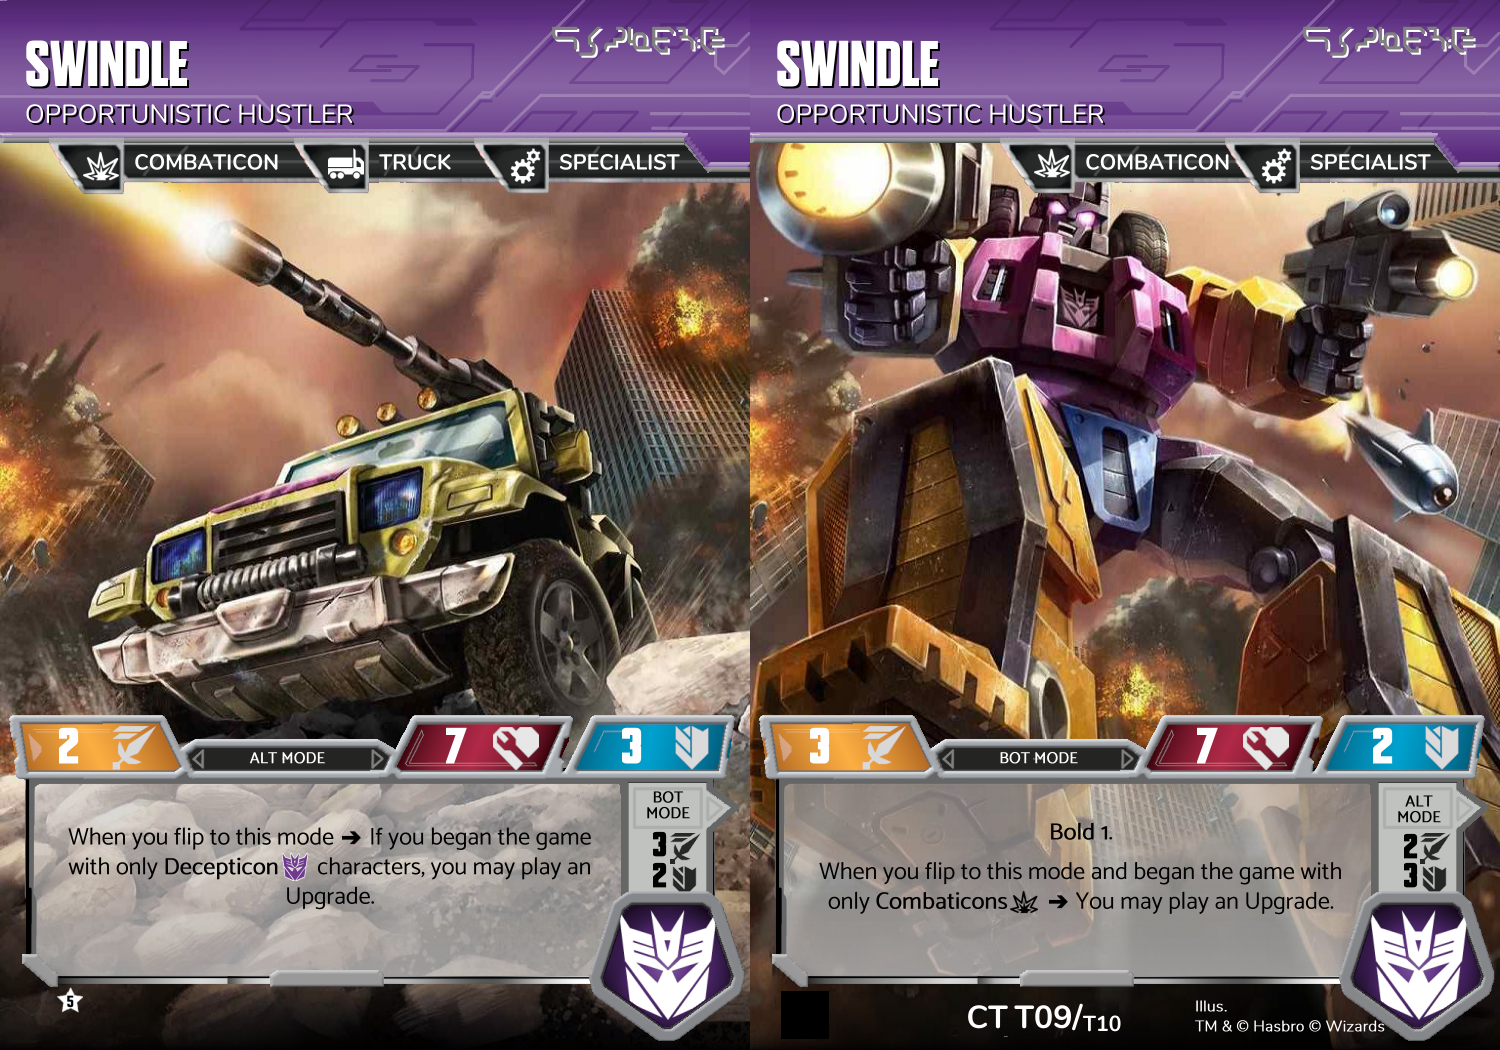 SWINDLE
OPPORTUNISTIC HUSTLER
COMBATICON
TRUCK
SPECIALIST
2
ALT MODE
7
3
When you flip to this mode ➔ If you began the game
with only Decepticon characters, you may play an
Upgrade.
BOT
MODE
3
2
5
SWINDLE
OPPORTUNISTIC HUSTLER
COMBATICON
SPECIALIST
3
BOT MODE
7
2
Bold 1.
When you flip to this mode and began the game with
only Combaticons ➔ You may play an Upgrade.
ALT
MODE
2
3
CT T09/T10
Illus.
TM & © Hasbro © Wizards